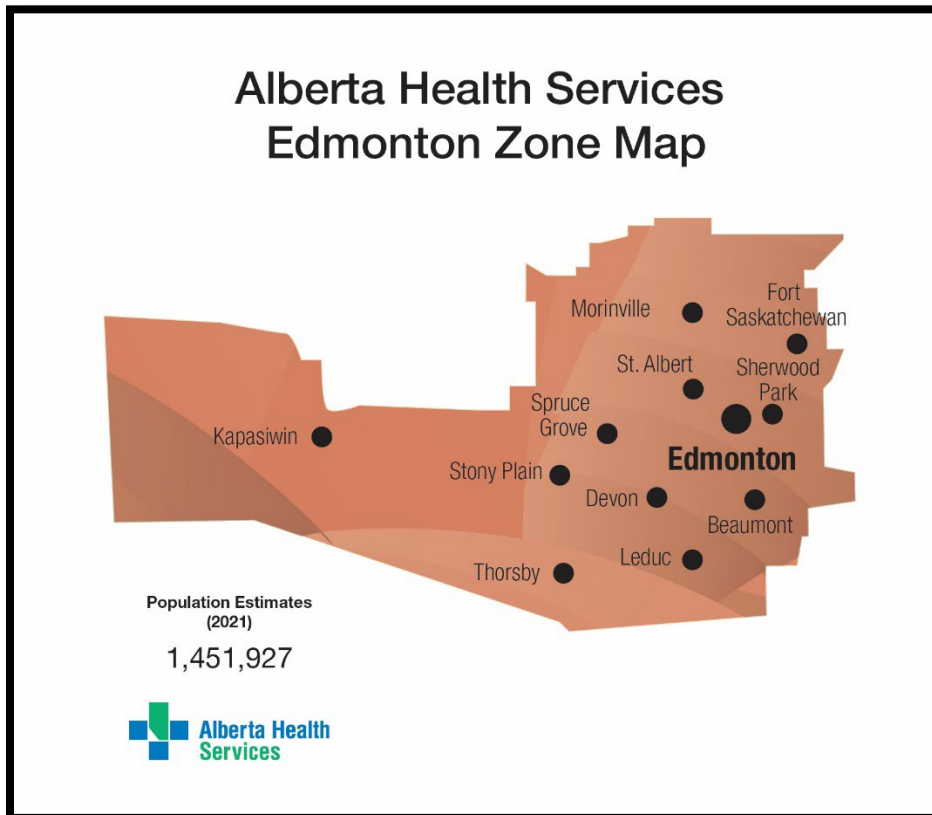 Alberta Health Services
Edmonton Zone Map
Morinville
Fort
Saskatchewan
St. Albert
Sherwood
Park
Spruce
Grove
Kapasiwin
Edmonton
Stony Plain
Devon
Beaumont
Leduc
Thorsby
Population Estimates
(2021)
1,451,927
Alberta Health
Services